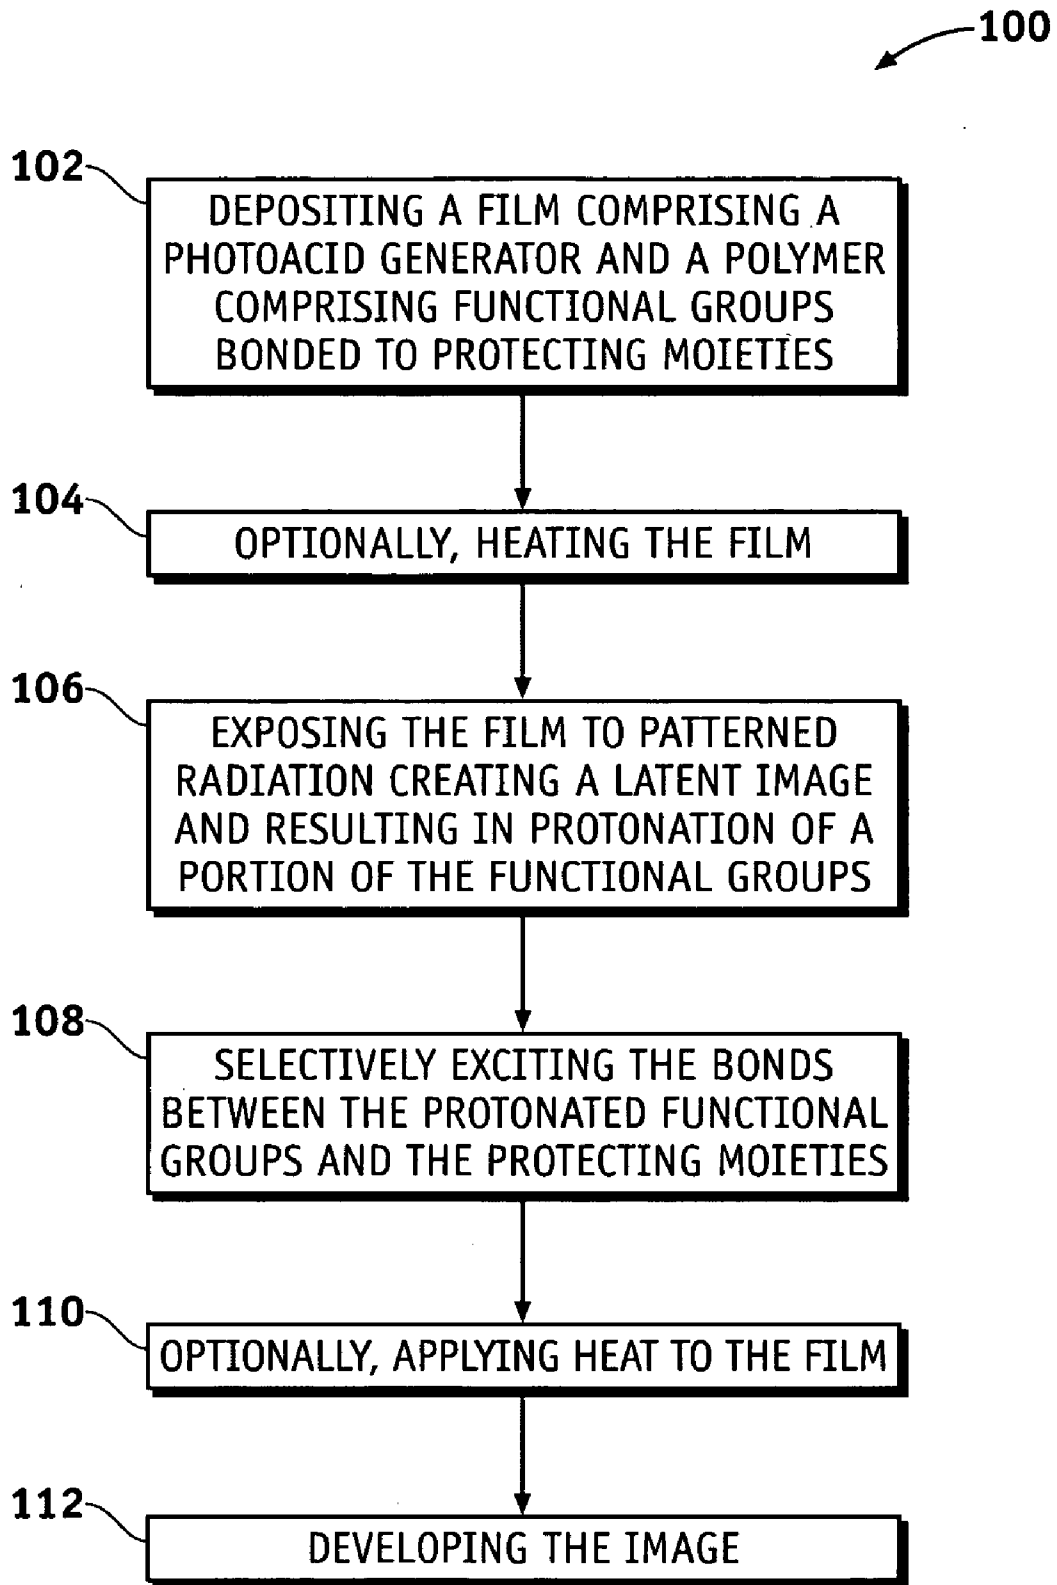 100
102
DEPOSITING A FILM COMPRISING A
PHOTOACID GENERATOR AND A POLYMER
COMPRISING FUNCTIONAL GROUPS
BONDED TO PROTECTING MOIETIES
104
OPTIONALLY, HEATING THE FILM
106
EXPOSING THE FILM TO PATTERNED
RADIATION CREATING A LATENT IMAGE
AND RESULTING IN PROTONATION OF A
PORTION OF THE FUNCTIONAL GROUPS
108
SELECTIVELY EXCITING THE BONDS
BETWEEN THE PROTONATED FUNCTIONAL
GROUPS AND THE PROTECTING MOIETIES
110
OPTIONALLY, APPLYING HEAT TO THE FILM
112
DEVELOPING THE IMAGE